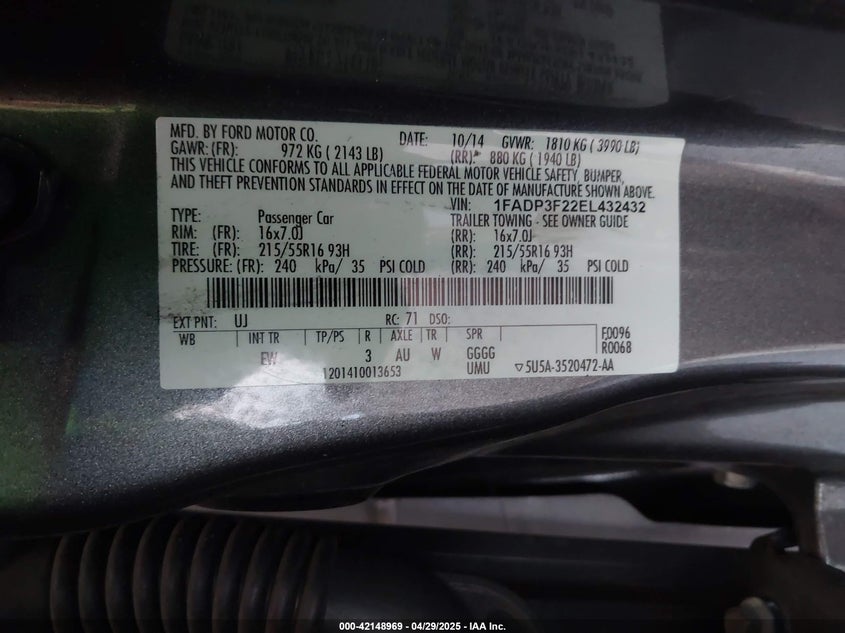 MFD. BY FORD MOTOR CO. DATE: 10/14 GVWR: 1810 KG ( 3990 LB)
GAWR: (FR): 972 KG ( 2143 LB) (RR): 880 KG ( 1940 LB)
THIS VEHICLE CONFORMS TO ALL APPLICABLE FEDERAL MOTOR VEHICLE SAFETY, BUMPER,
AND THEFT PREVENTION STANDARDS IN EFFECT ON THE DATE OF MANUFACTURE SHOWN ABOVE.
VIN: 1FADP3F22EL432432
TYPE: Passenger Car TRAILER TOWING - SEE OWNER GUIDE
RIM: (FR): 16x7.0J (RR): 16x7.0J
TIRE: (FR): 215/55R16 93H (RR): 215/55R16 93H
PRESSURE: (FR): 240 kPa/ 35 PSI COLD (RR): 240 kPa/ 35 PSI COLD
EXT PNT: UJ RC: 71 DSO:
WB INT TR TP/PS R AXLE TR SPR F0096
R0068
EW 3 AU W GGGG
1201410013653 UMU ▽5U5A-3520472-AA
000-42148969 04/29/2025 - IAA Inc.